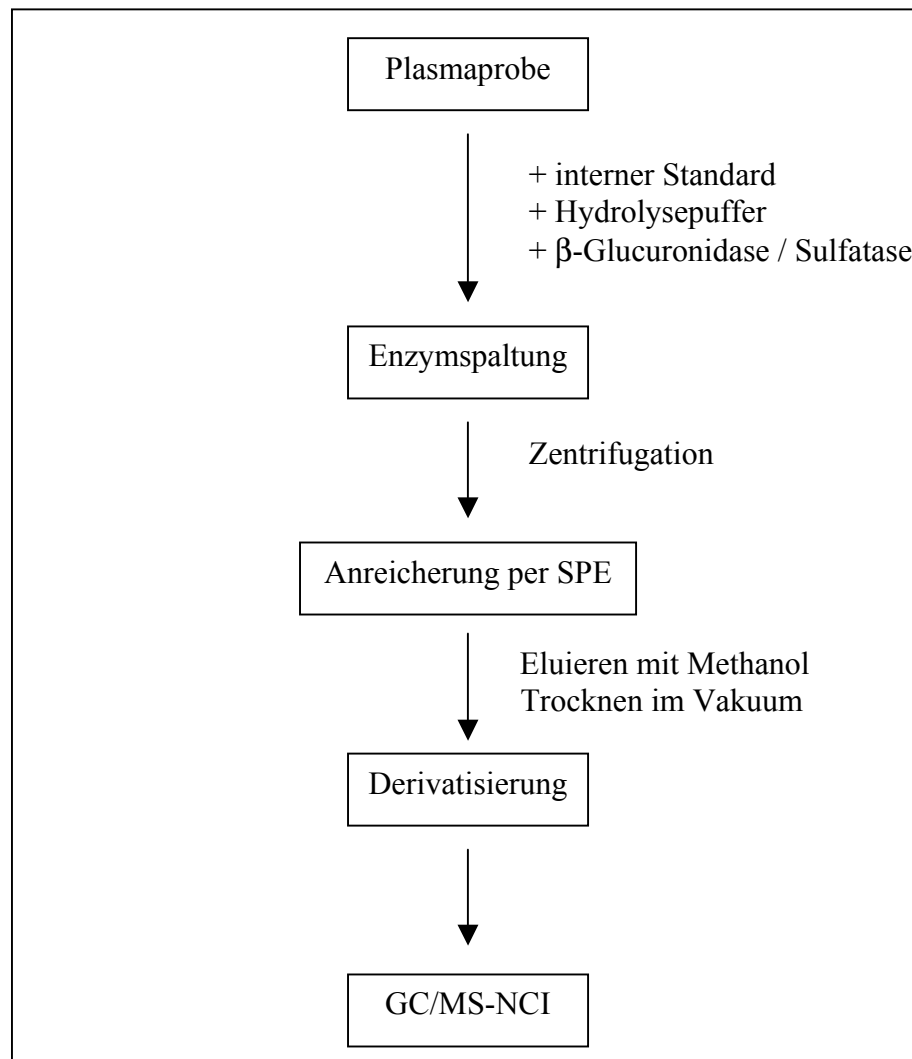 Plasmaprobe
+ interner Standard
+ Hydrolysepuffer
+ β-Glucuronidase / Sulfatase
Enzymspaltung
Zentrifugation
Anreicherung per SPE
Eluieren mit Methanol
Trocknen im Vakuum
Derivatisierung
GC/MS-NCI